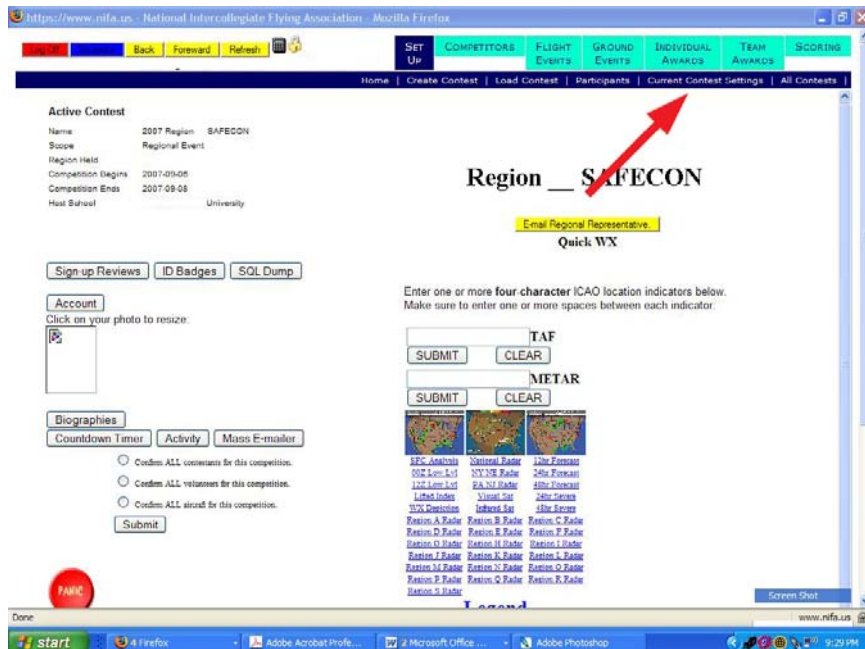 https://www.nifa.us - National Intercollegiate Flying Association - Mozilla Firefox
Log Off Back Foreward Refresh
SET UP COMPETITORS FLIGHT EVENTS GROUND EVENTS INDIVIDUAL AWARDS TEAM AWARDS SCORING
Home | Create Contest | Load Contest | Participants | Current Contest Settings | All Contests |
Active Contest
Name 2007 Region SAFECON
Scope Regional Event
Region Held
Competition Begins 2007-09-05
Competition Ends 2007-09-08
Host School University
Region __ SAFECON
E-mail Regional Representative.
Quick WX
Sign-up Reviews ID Badges SQL Dump
Account
Click on your photo to resize:
Enter one or more four-character ICAO location indicators below.
Make sure to enter one or more spaces between each indicator.
TAF
SUBMIT CLEAR
METAR
SUBMIT CLEAR
Biographies
Countdown Timer Activity Mass E-mailer
Confirm ALL contestants for this competition.
Confirm ALL volunteers for this competition.
Confirm ALL aircraft for this competition.
Submit
PANIC
SFC Analysis National Radar 12hr Forecast
00Z Low Lvl NY NE Radar 24hr Forecast
12Z Low Lvl PA NJ Radar 48hr Forecast
Lifted Index Visual Sat 24hr Severe
WX Depiction Infrared Sat 48hr Severe
Region A Radar Region B Radar Region C Radar
Region D Radar Region E Radar Region F Radar
Region G Radar Region H Radar Region I Radar
Region J Radar Region K Radar Region L Radar
Region M Radar Region N Radar Region O Radar
Region P Radar Region Q Radar Region R Radar
Region S Radar
Legend
Screen Shot
Done www.nifa.us
start 4 Firefox Adobe Acrobat Profe... 2 Microsoft Office ... Adobe Photoshop 9:29 PM